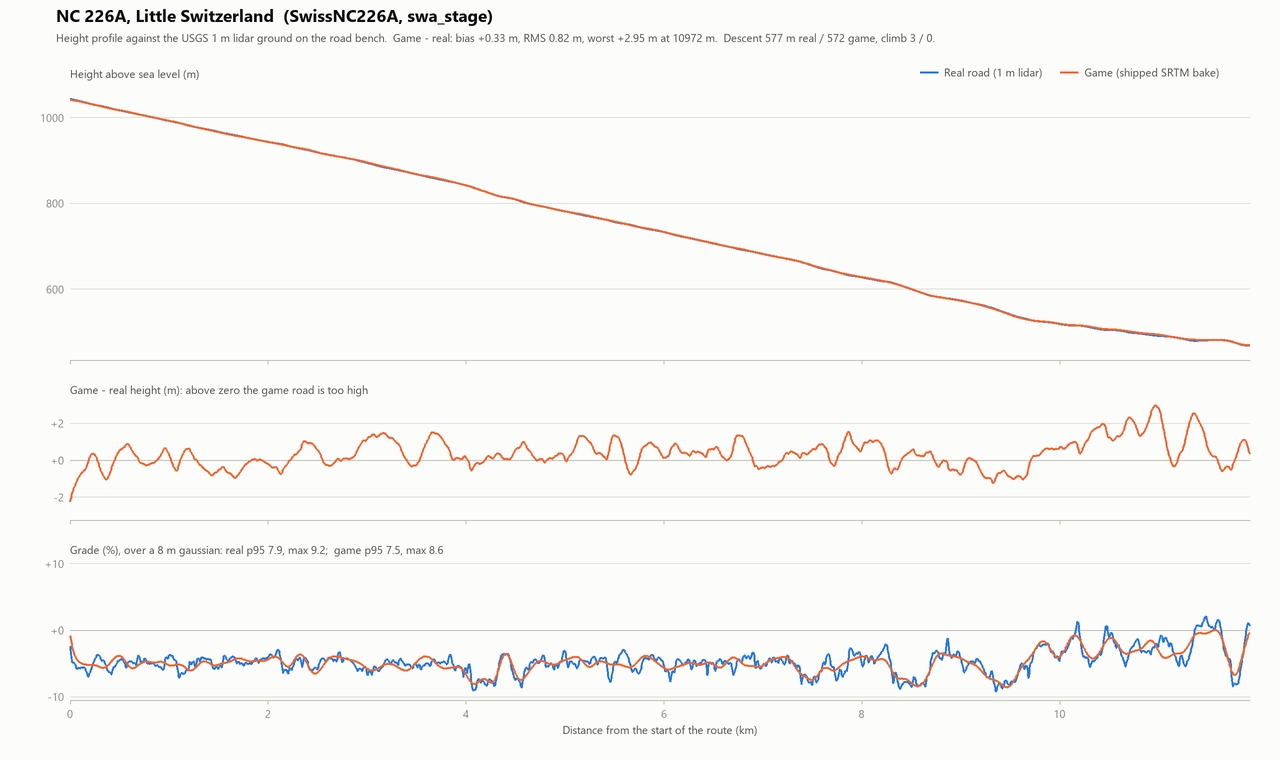 NC 226A, Little Switzerland (SwissNC226A, swa_stage)
Height profile against the USGS 1 m lidar ground on the road bench. Game - real: bias +0.33 m, RMS 0.82 m, worst +2.95 m at 10972 m. Descent 577 m real / 572 game, climb 3 / 0.
Height above sea level (m)
Real road (1 m lidar)
Game (shipped SRTM bake)
1000
800
600
Game - real height (m): above zero the game road is too high
+2
+0
-2
Grade (%), over a 8 m gaussian: real p95 7.9, max 9.2; game p95 7.5, max 8.6
+10
+0
-10
0 2 4 6 8 10
Distance from the start of the route (km)